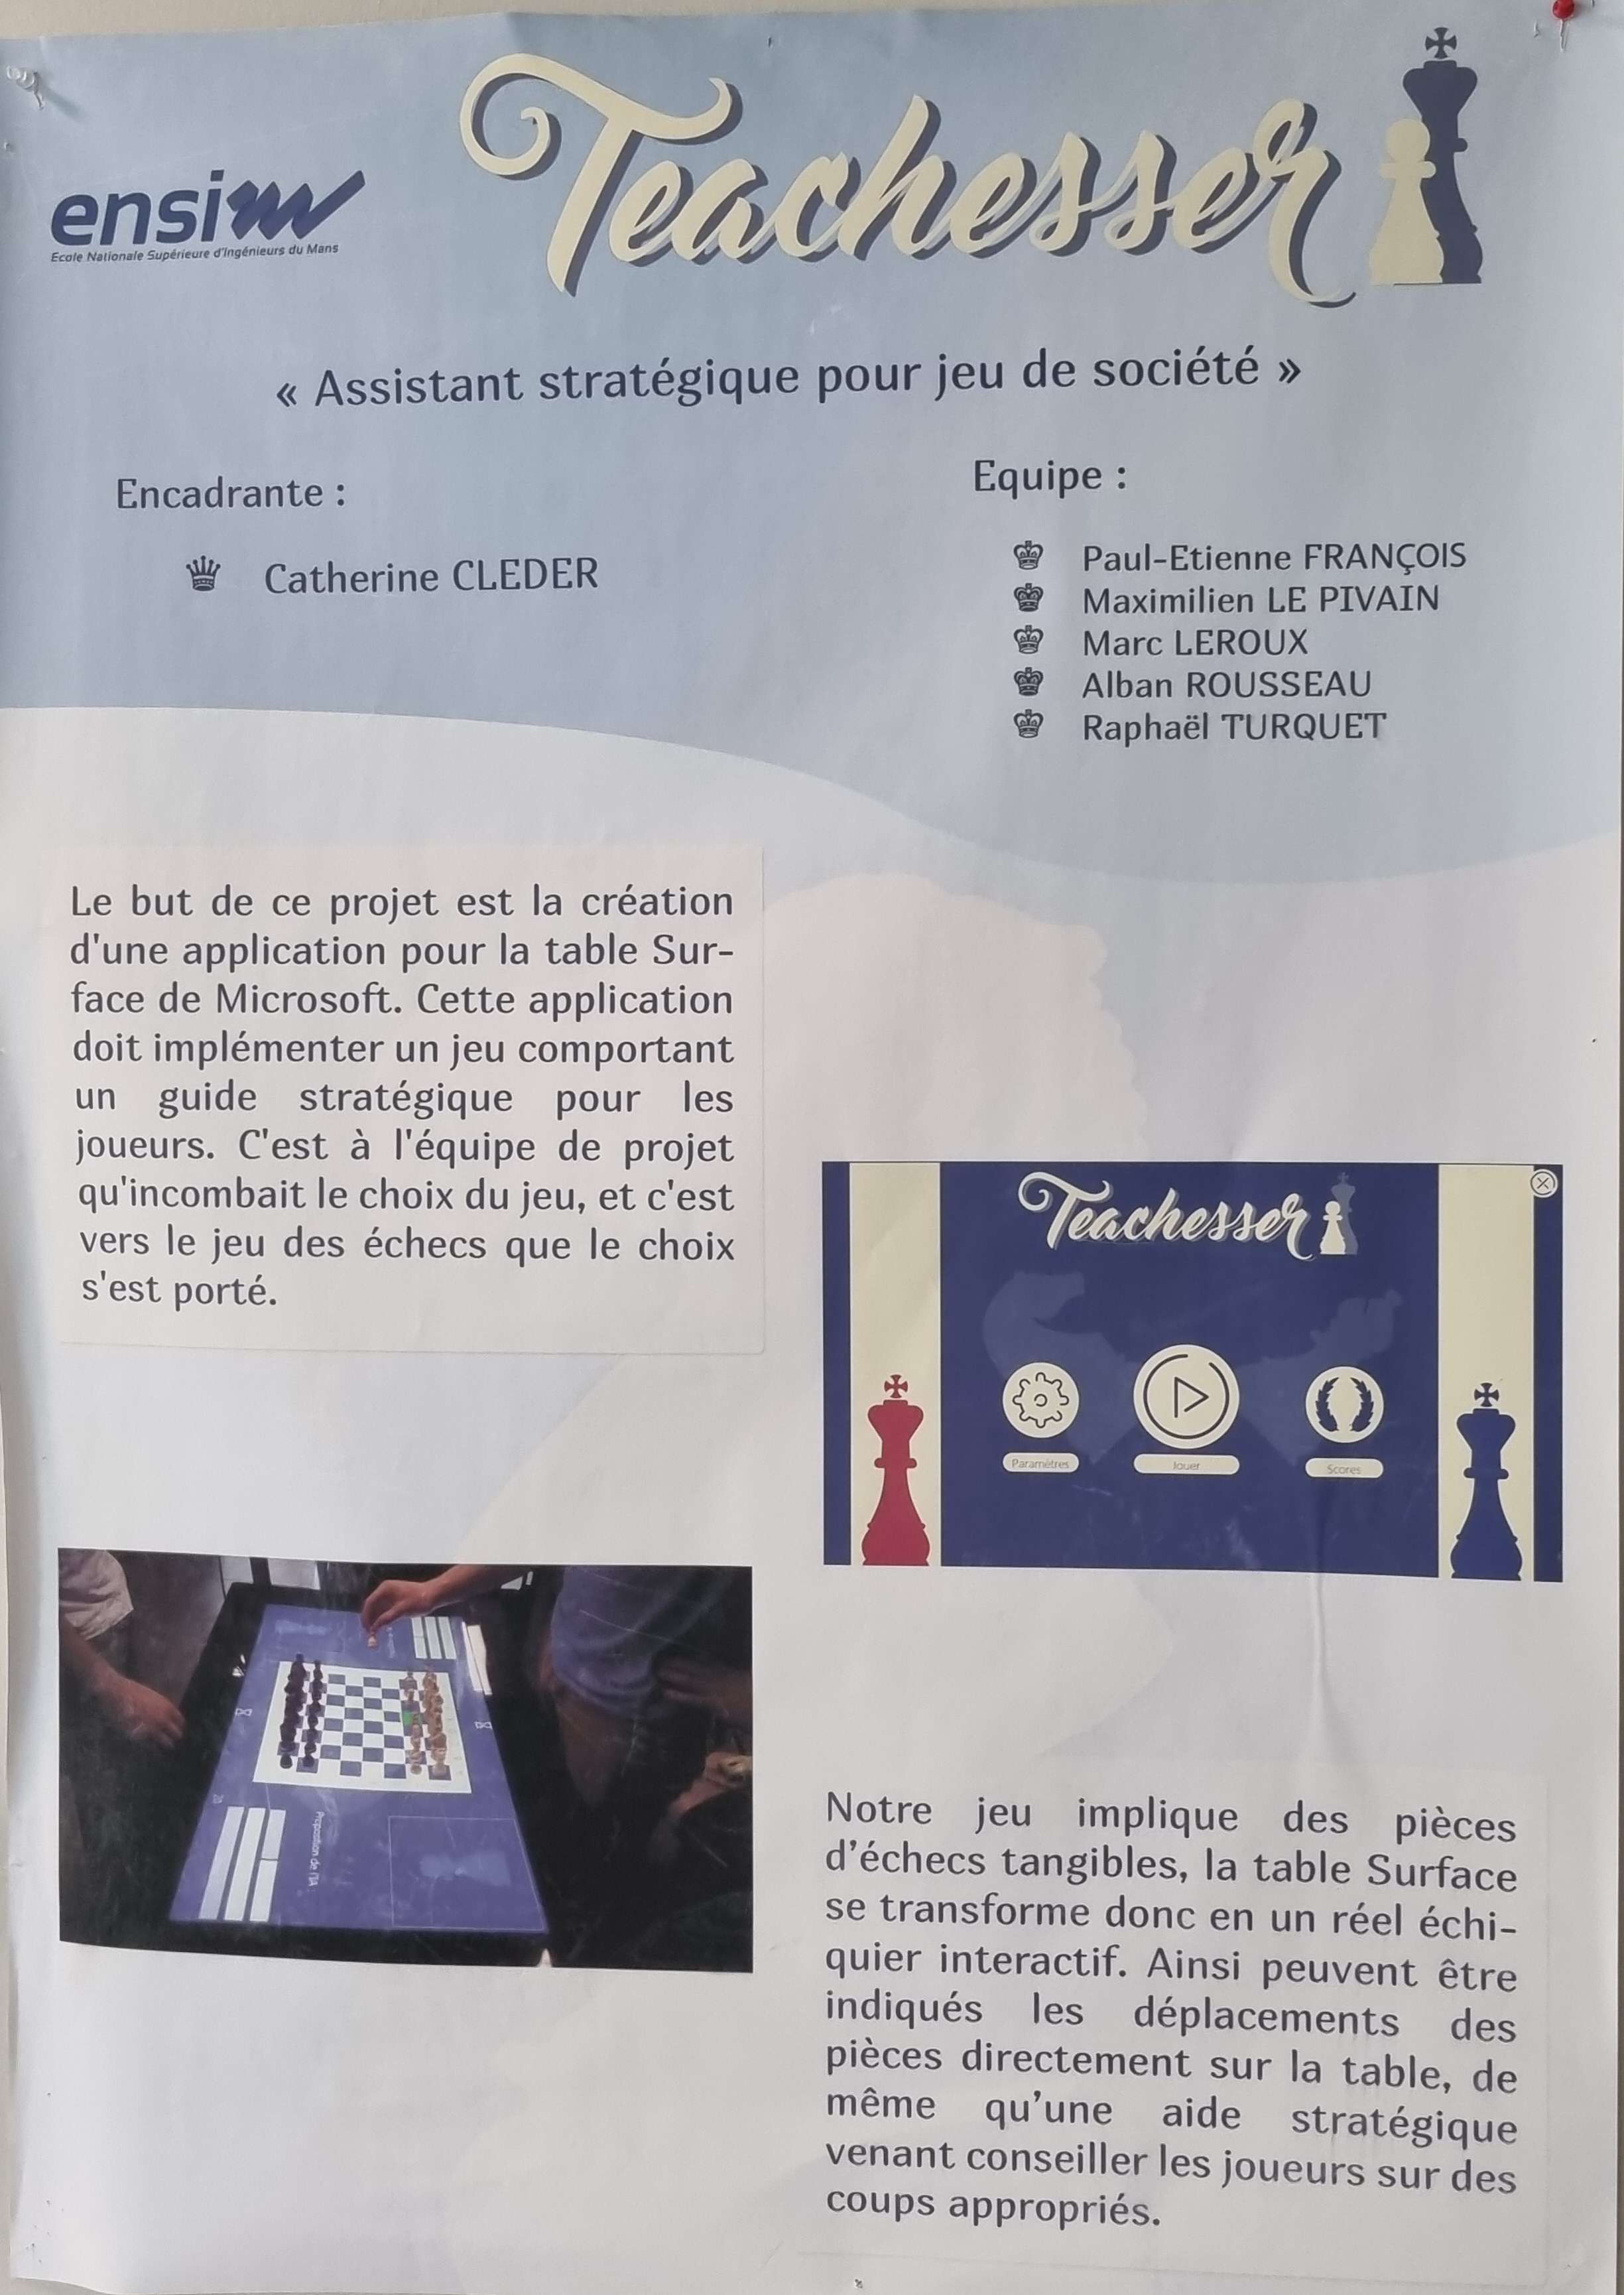 Teachesser
ensim
Ecole Nationale Supérieure d'Ingénieurs du Mans
« Assistant stratégique pour jeu de société »
Encadrante :
Catherine CLEDER
Equipe :
Paul-Etienne FRANÇOIS
Maximilien LE PIVAIN
Marc LEROUX
Alban ROUSSEAU
Raphaël TURQUET
Le but de ce projet est la création
d'une application pour la table Sur-
face de Microsoft. Cette application
doit implémenter un jeu comportant
un guide stratégique pour les
joueurs. C'est à l'équipe de projet
qu'incombait le choix du jeu, et c'est
vers le jeu des échecs que le choix
s'est porté.
Teachesser
Paramètres
Jouer
Scores
Proposition de l'IA
Notre jeu implique des pièces
d'échecs tangibles, la table Surface
se transforme donc en un réel échi-
quier interactif. Ainsi peuvent être
indiqués les déplacements des
pièces directement sur la table, de
même qu'une aide stratégique
venant conseiller les joueurs sur des
coups appropriés.